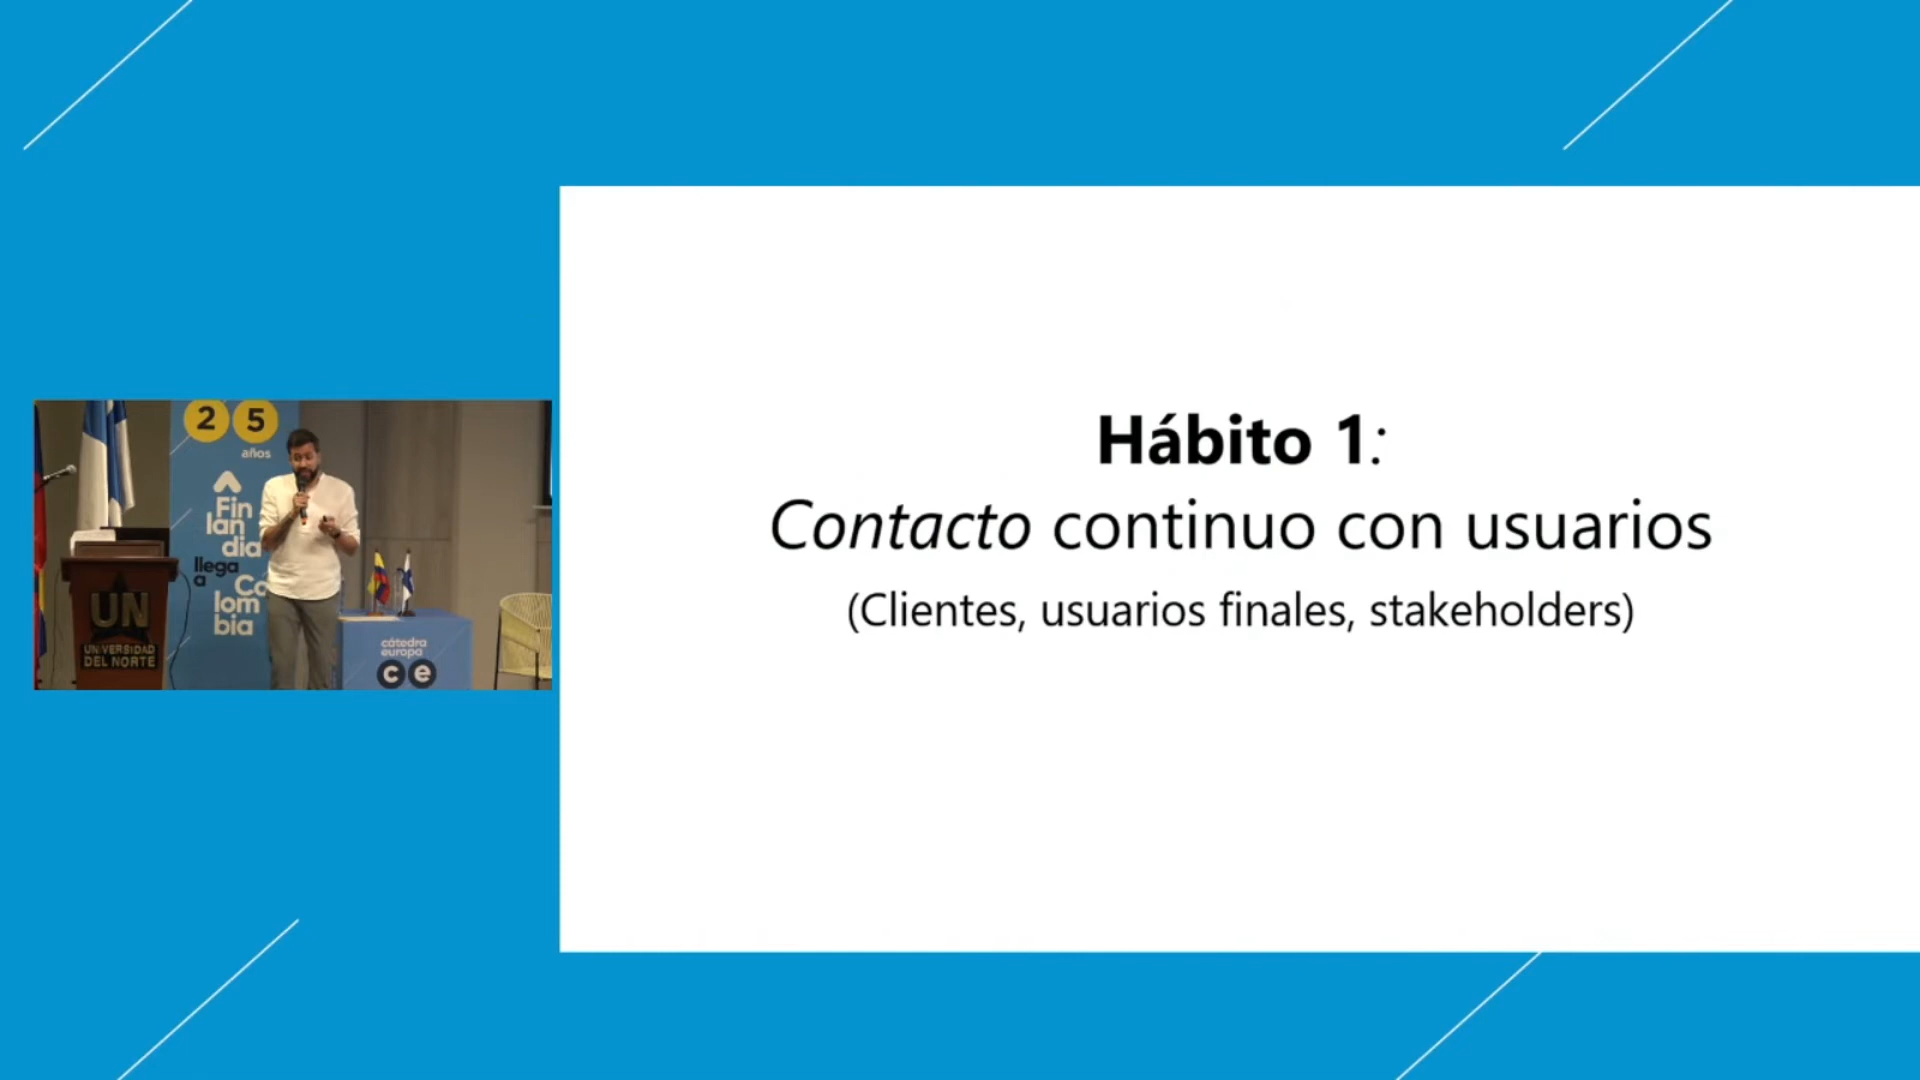 2 5
años
Fin
lan
dia
llega
a
Co
lom
bia
UN
UNIVERSIDAD
DEL NORTE
cátedra
europa
c e
Hábito 1:
Contacto continuo con usuarios
(Clientes, usuarios finales, stakeholders)